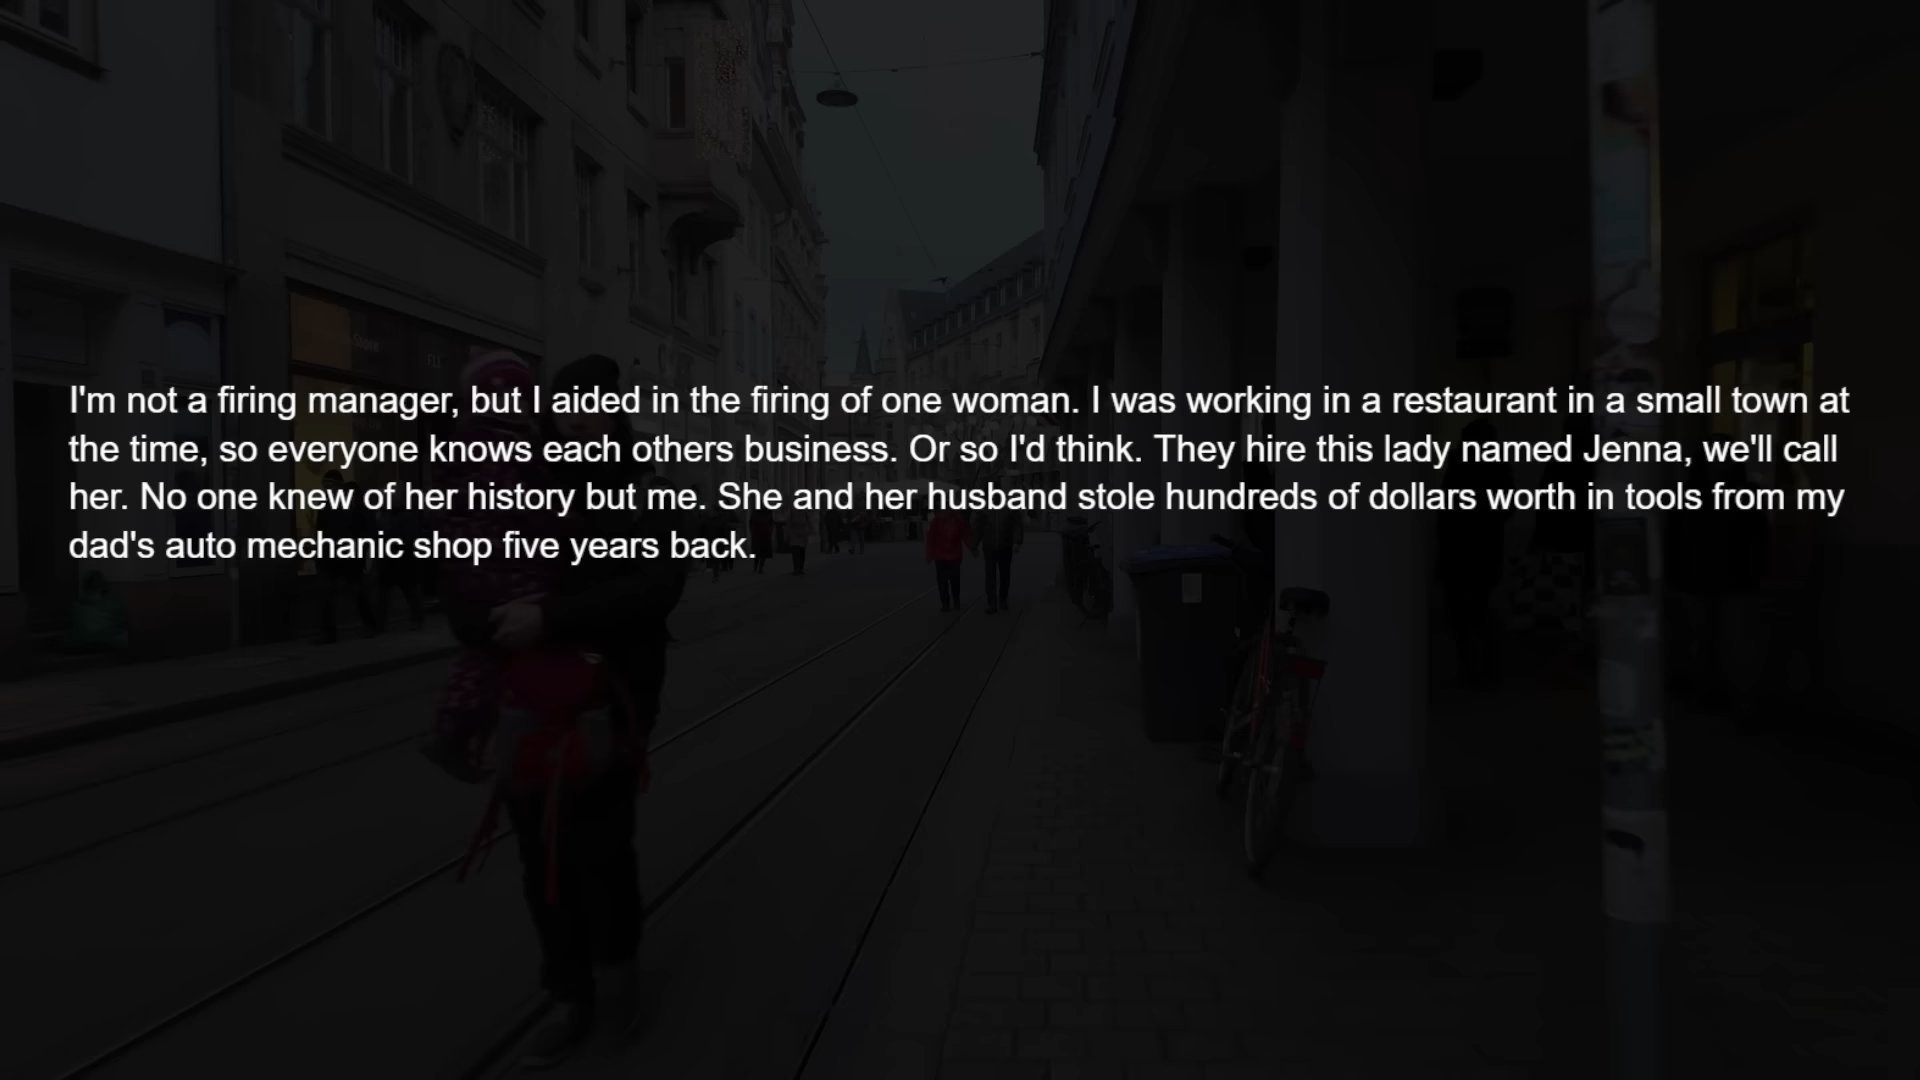 I'm not a firing manager, but I aided in the firing of one woman. I was working in a restaurant in a small town at
the time, so everyone knows each others business. Or so I'd think. They hire this lady named Jenna, we'll call
her. No one knew of her history but me. She and her husband stole hundreds of dollars worth in tools from my
dad's auto mechanic shop five years back.